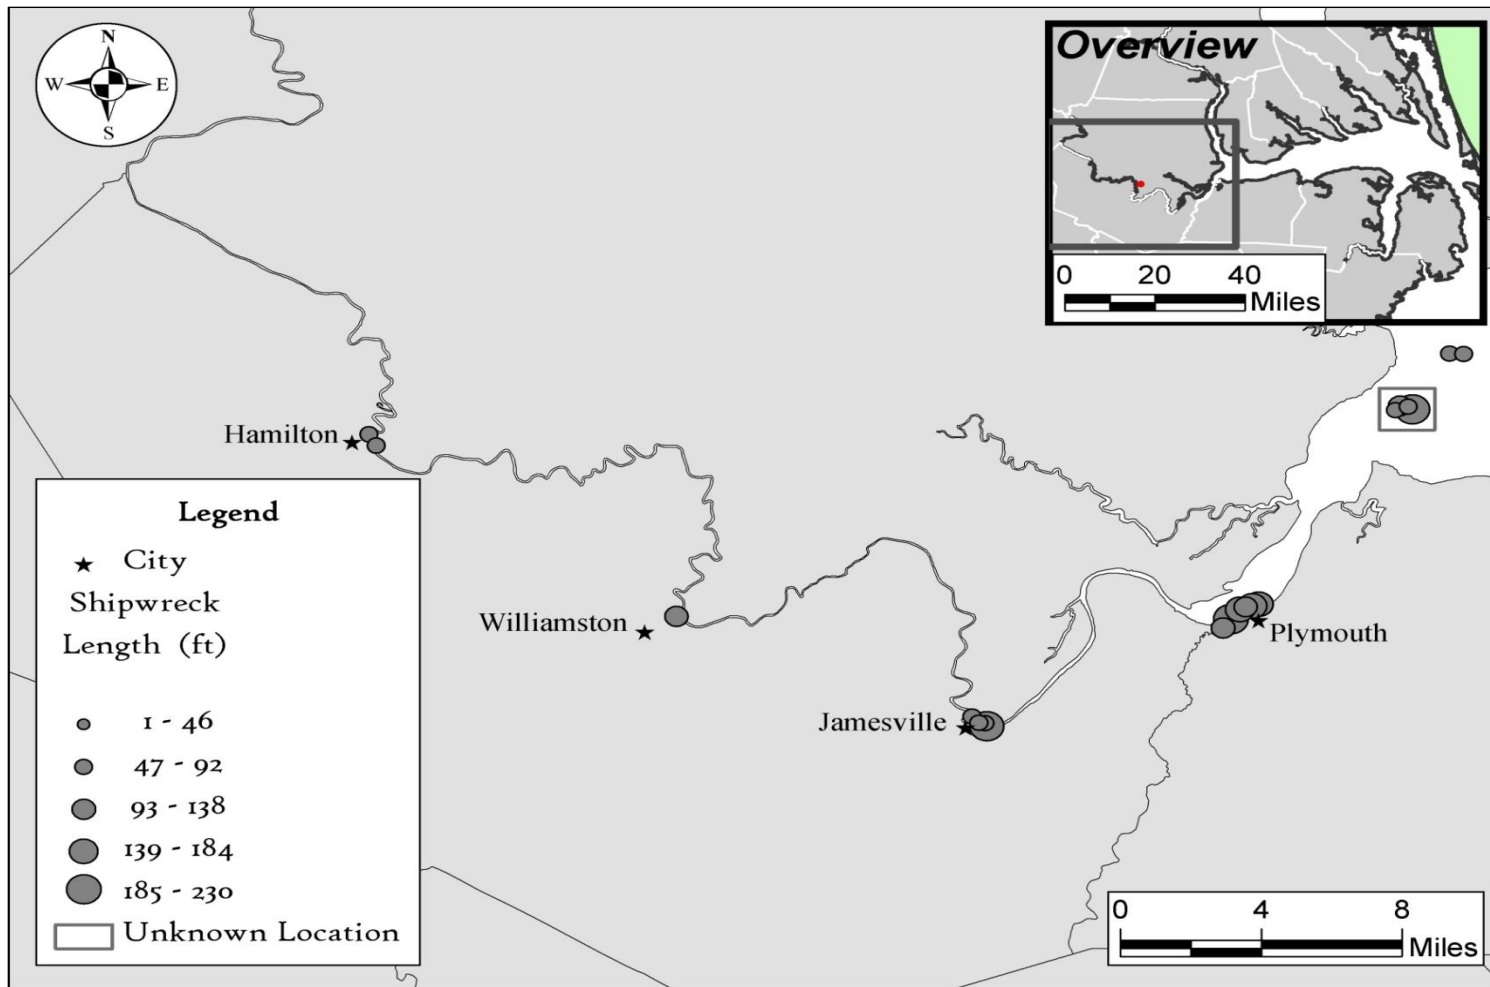 N
W E
S
Overview
0 20 40
Miles
Hamilton
Williamston
Jamesville
Plymouth
Legend
City
Shipwreck
Length (ft)
1 - 46
47 - 92
93 - 138
139 - 184
185 - 230
Unknown Location
0 4 8
Miles